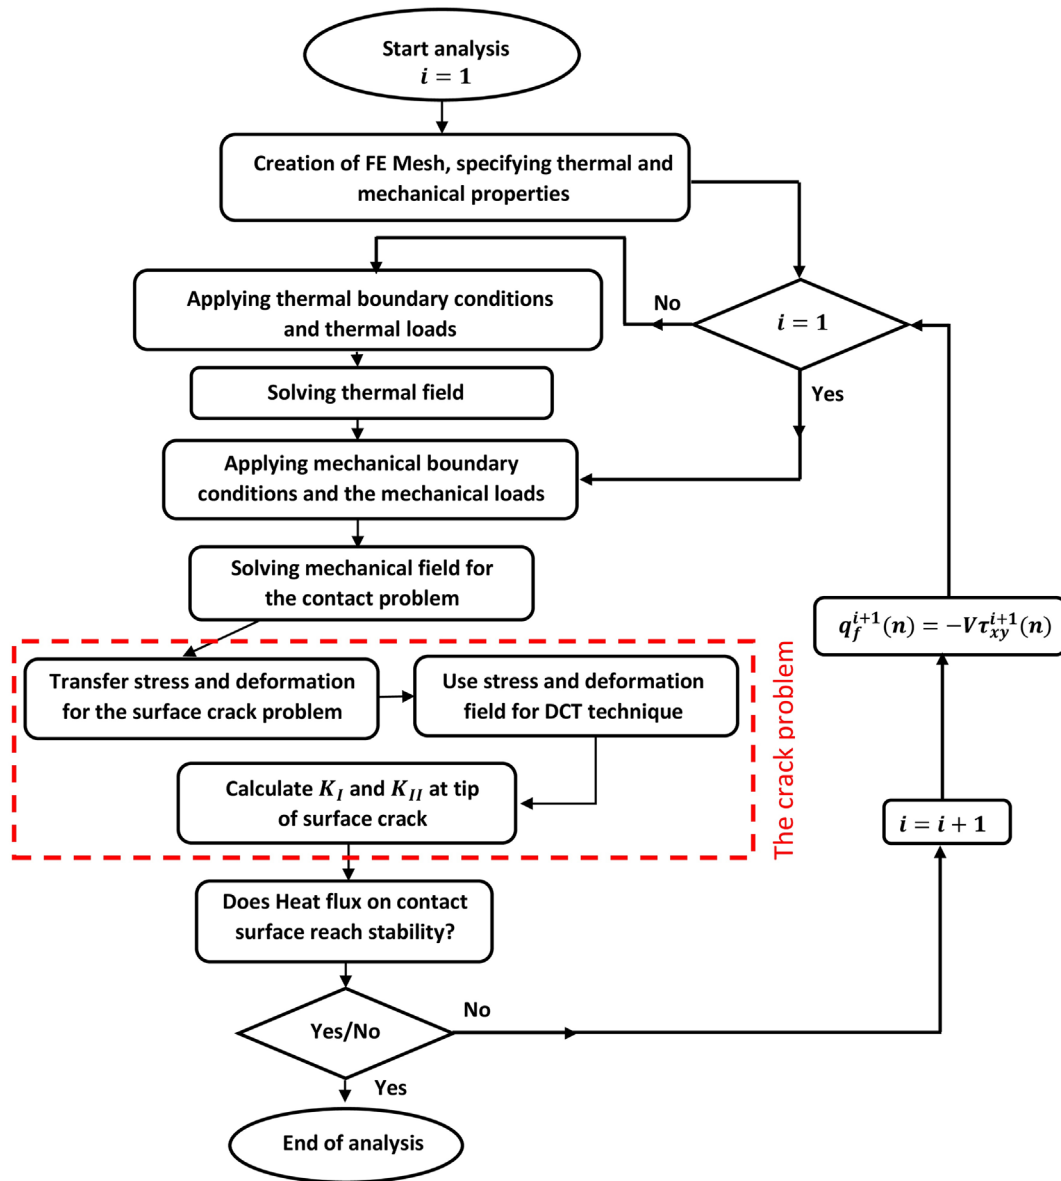 Start analysis
i = 1
Creation of FE Mesh, specifying thermal and
mechanical properties
Applying thermal boundary conditions
and thermal loads
No
i = 1
Yes
Solving thermal field
Applying mechanical boundary
conditions and the mechanical loads
Solving mechanical field for
the contact problem
q_f^{i+1}(n) = −Vτ_{xy}^{i+1}(n)
Transfer stress and deformation
for the surface crack problem
Use stress and deformation
field for DCT technique
Calculate K_I and K_{II} at tip
of surface crack
The crack problem
i = i + 1
Does Heat flux on contact
surface reach stability?
Yes/No
No
Yes
End of analysis